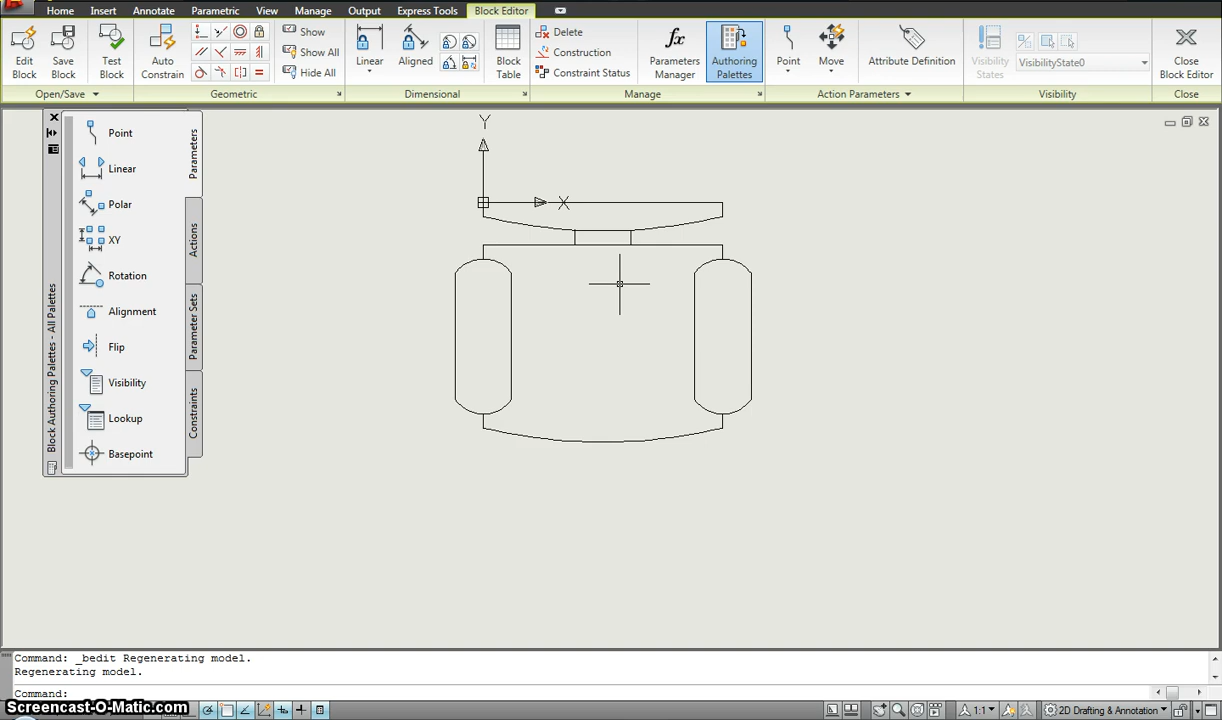 Home Insert Annotate Parametric View Manage Output Express Tools Block Editor
Edit Block
Save Block
Test Block
Auto Constrain
Show
Show All
Hide All
Linear
Aligned
Block Table
Delete
Construction
Constraint Status
Parameters Manager
Authoring Palettes
Point
Move
Attribute Definition
Visibility States
VisibilityState0
Close Block Editor
Open/Save Geometric Dimensional Manage Action Parameters Visibility Close
Point
Linear
Polar
XY
Rotation
Alignment
Flip
Visibility
Lookup
Basepoint
Parameters
Actions
Parameter Sets
Constraints
Block Authoring Palettes - All Palettes
Y
X
Command: _bedit Regenerating model.
Regenerating model.
Command:
Screencast-O-Matic.com
1:1
2D Drafting & Annotation